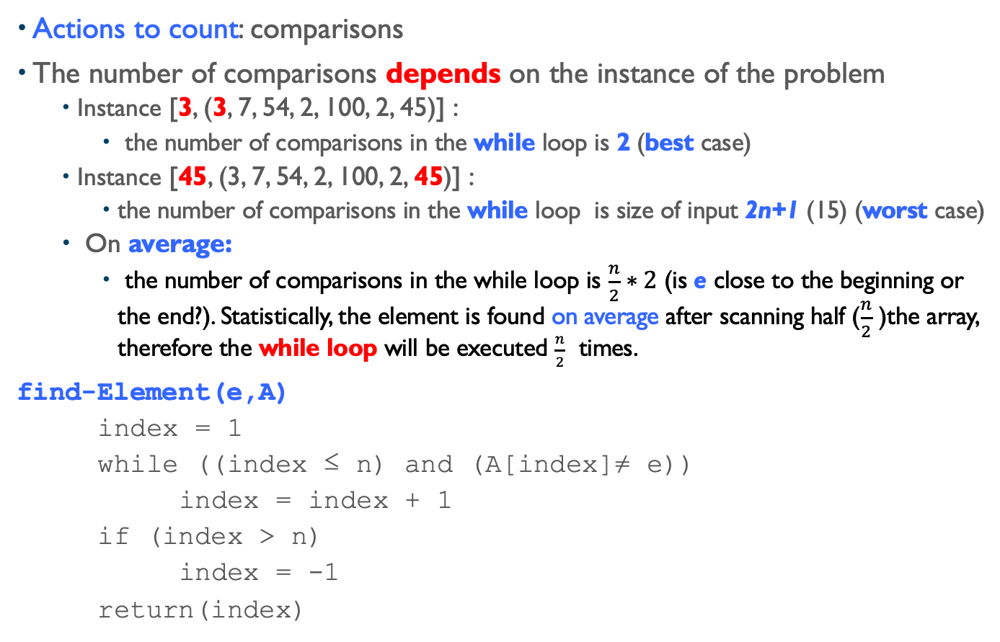 • Actions to count: comparisons
• The number of comparisons depends on the instance of the problem
• Instance [3, (3, 7, 54, 2, 100, 2, 45)] :
• the number of comparisons in the while loop is 2 (best case)
• Instance [45, (3, 7, 54, 2, 100, 2, 45)] :
• the number of comparisons in the while loop is size of input 2n+1 (15) (worst case)
• On average:
• the number of comparisons in the while loop is n/2 * 2 (is e close to the beginning or
the end?). Statistically, the element is found on average after scanning half (n/2 )the array,
therefore the while loop will be executed n/2 times.
find-Element(e,A)
index = 1
while ((index ≤ n) and (A[index]≠ e))
index = index + 1
if (index > n)
index = -1
return(index)